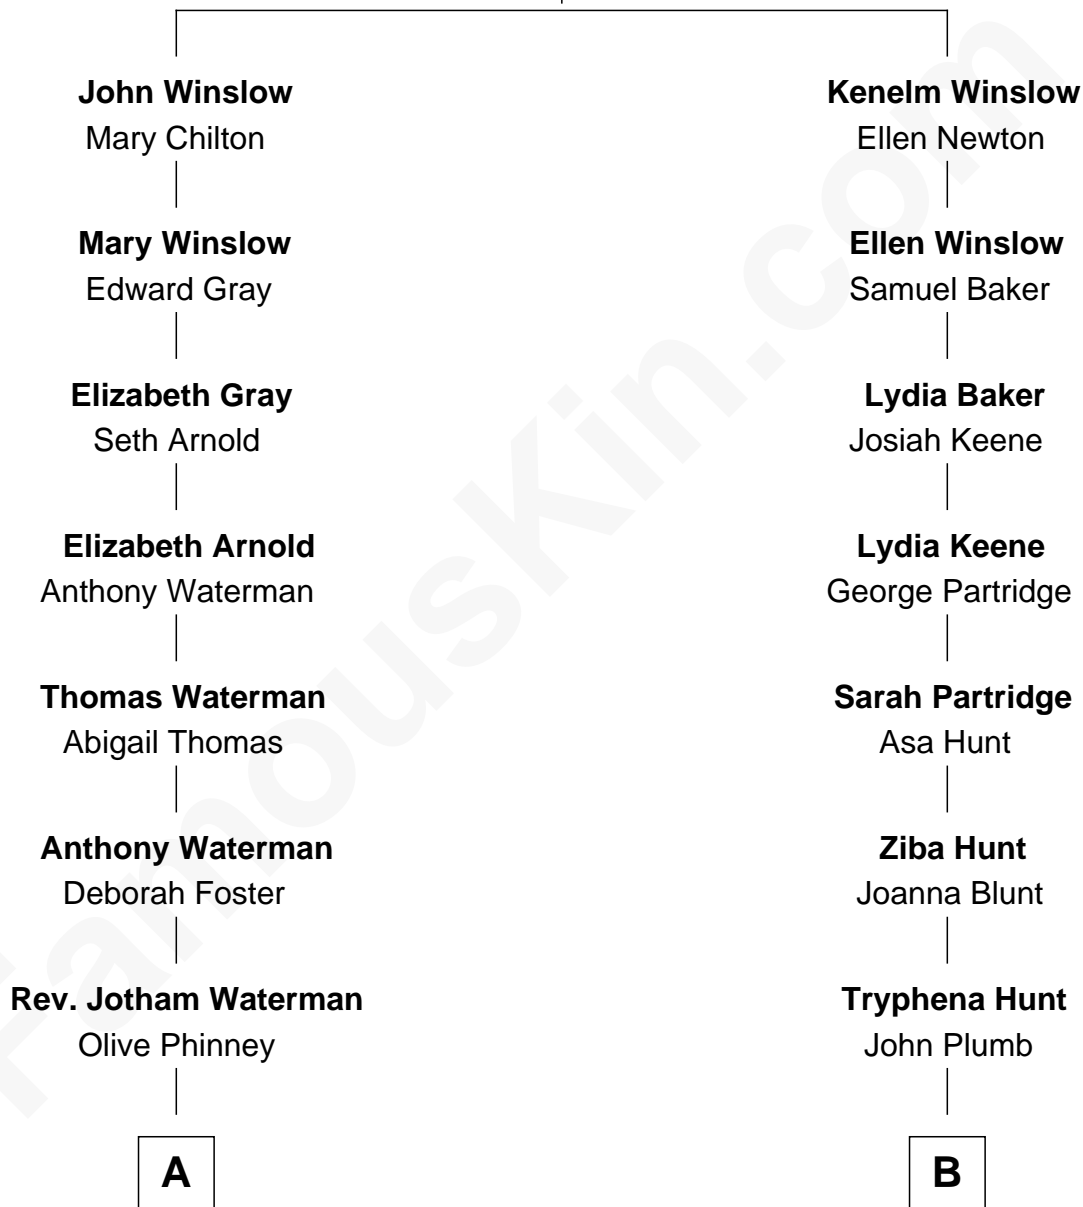 John Winslow
Mary Chilton
Mary Winslow
Edward Gray
Elizabeth Gray
Seth Arnold
Elizabeth Arnold
Anthony Waterman
Thomas Waterman
Abigail Thomas
Anthony Waterman
Deborah Foster
Rev. Jotham Waterman
Olive Phinney
A
Kenelm Winslow
Ellen Newton
Ellen Winslow
Samuel Baker
Lydia Baker
Josiah Keene
Lydia Keene
George Partridge
Sarah Partridge
Asa Hunt
Ziba Hunt
Joanna Blunt
Tryphena Hunt
John Plumb
B
FamousKin.com